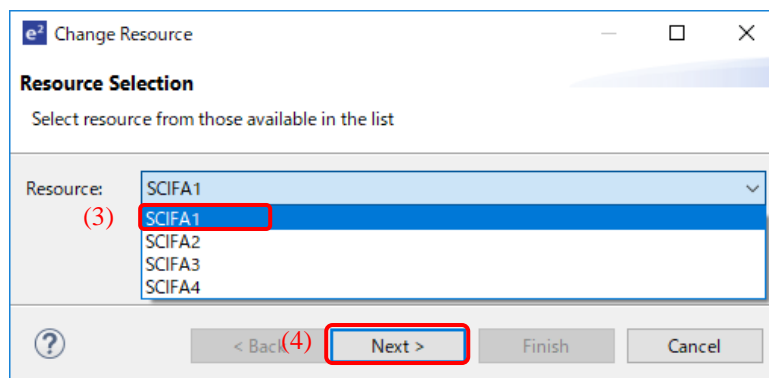 e² Change Resource
Resource Selection
Select resource from those available in the list
Resource: SCIFA1
(3) SCIFA1
SCIFA2
SCIFA3
SCIFA4
? < Back (4) Next > Finish Cancel